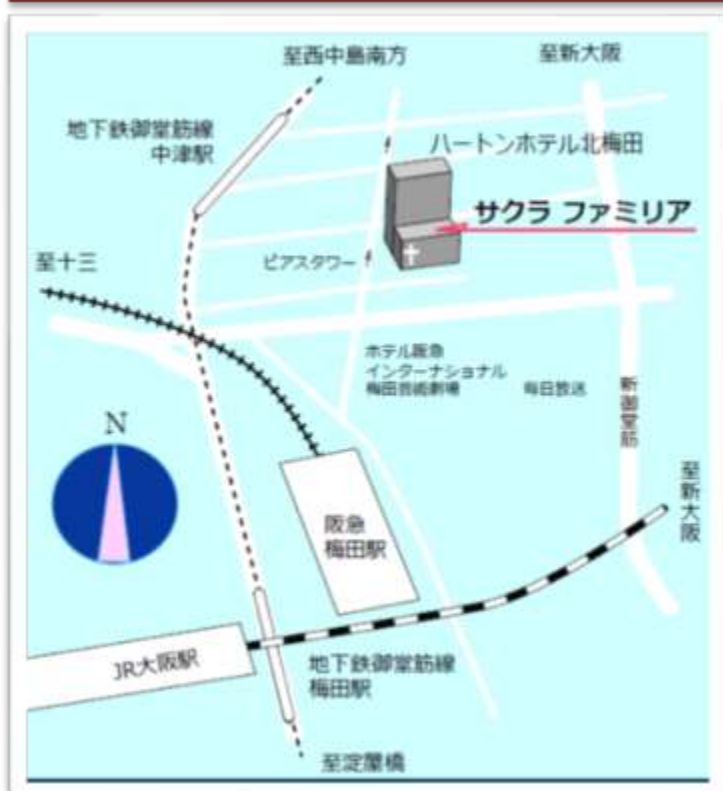 至西中島南方
至新大阪
地下鉄御堂筋線
中津駅
ハートンホテル北梅田
サクラ ファミリア
至十三
ピアスタワー
ホテル阪急
インターナショナル
梅田芸術劇場
毎日放送
新御堂筋
N
至新大阪
阪急
梅田駅
JR大阪駅
地下鉄御堂筋線
梅田駅
至淀屋橋